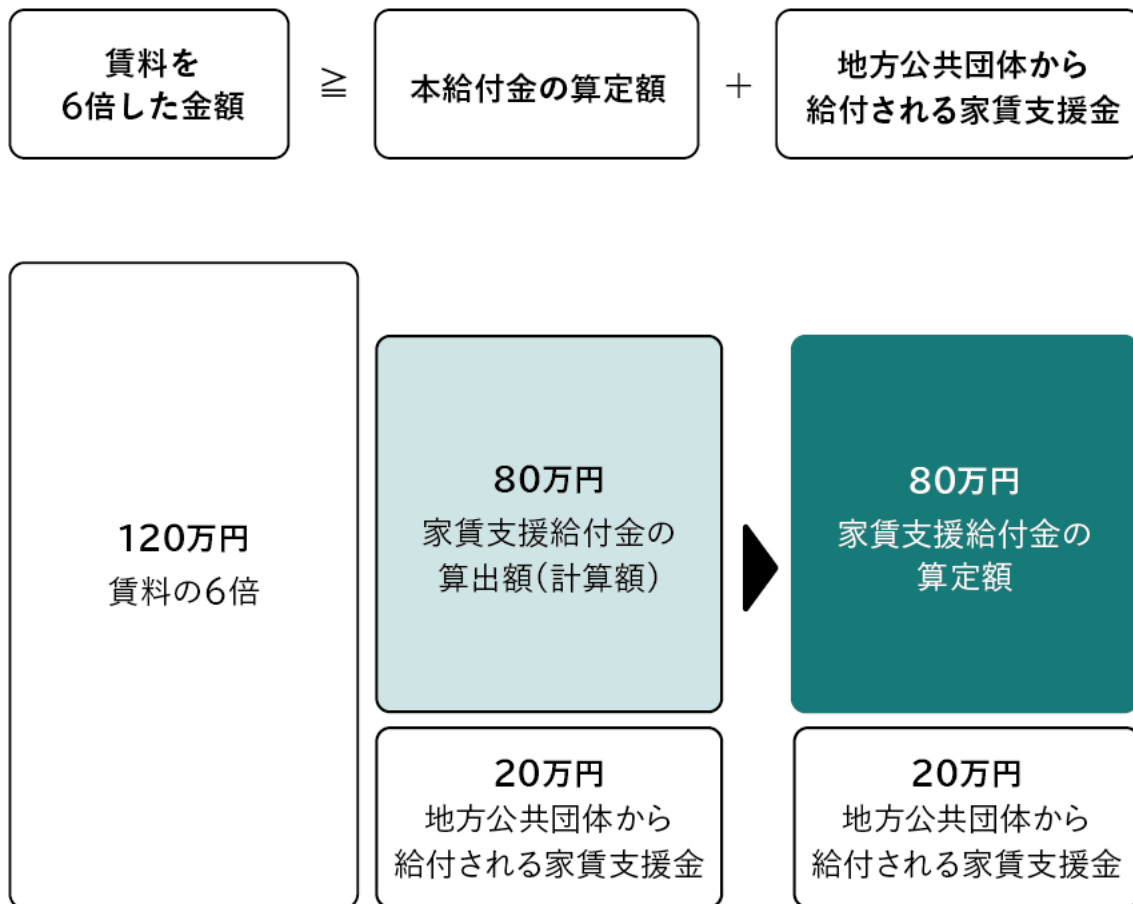 賃料を
6倍した金額
≧
本給付金の算定額
+
地方公共団体から
給付される家賃支援金
120万円
賃料の6倍
80万円
家賃支援給付金の
算出額(計算額)
20万円
地方公共団体から
給付される家賃支援金
80万円
家賃支援給付金の
算定額
20万円
地方公共団体から
給付される家賃支援金